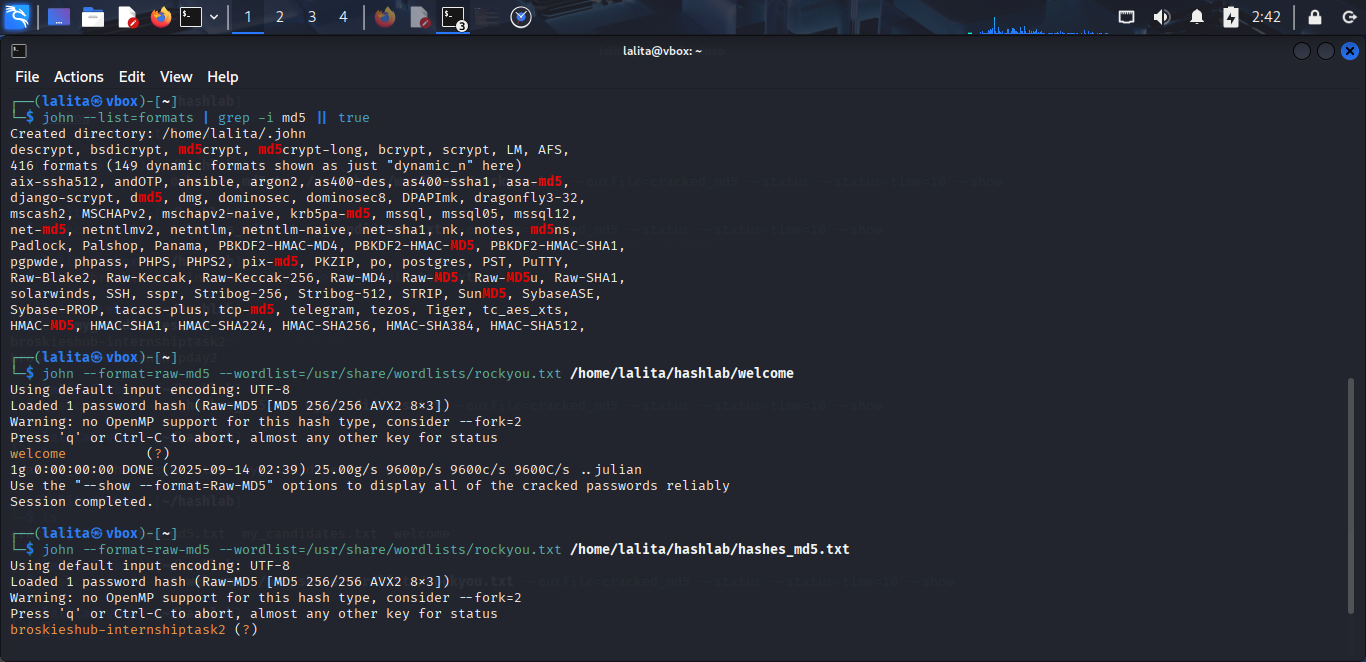 1 2 3 4 3 2:42
lalita@vbox: ~
File Actions Edit View Help
┌──(lalita㉿vbox)-[~]
└─$ john --list=formats | grep -i md5 || true
Created directory: /home/lalita/.john
descrypt, bsdicrypt, md5crypt, md5crypt-long, bcrypt, scrypt, LM, AFS,
416 formats (149 dynamic formats shown as just "dynamic_n" here)
aix-ssha512, andOTP, ansible, argon2, as400-des, as400-ssha1, asa-md5,
django-scrypt, dmd5, dmg, dominosec, dominosec8, DPAPImk, dragonfly3-32,
mscash2, MSCHAPv2, mschapv2-naive, krb5pa-md5, mssql, mssql05, mssql12,
net-md5, netntlmv2, netntlm, netntlm-naive, net-sha1, nk, notes, md5ns,
Padlock, Palshop, Panama, PBKDF2-HMAC-MD4, PBKDF2-HMAC-MD5, PBKDF2-HMAC-SHA1,
pgpwde, phpass, PHPS, PHPS2, pix-md5, PKZIP, po, postgres, PST, PuTTY,
Raw-Blake2, Raw-Keccak, Raw-Keccak-256, Raw-MD4, Raw-MD5, Raw-MD5u, Raw-SHA1,
solarwinds, SSH, sspr, Stribog-256, Stribog-512, STRIP, SunMD5, SybaseASE,
Sybase-PROP, tacacs-plus, tcp-md5, telegram, tezos, Tiger, tc_aes_xts,
HMAC-MD5, HMAC-SHA1, HMAC-SHA224, HMAC-SHA256, HMAC-SHA384, HMAC-SHA512,
┌──(lalita㉿vbox)-[~]
└─$ john --format=raw-md5 --wordlist=/usr/share/wordlists/rockyou.txt /home/lalita/hashlab/welcome
Using default input encoding: UTF-8
Loaded 1 password hash (Raw-MD5 [MD5 256/256 AVX2 8×3])
Warning: no OpenMP support for this hash type, consider --fork=2
Press 'q' or Ctrl-C to abort, almost any other key for status
welcome (?)
1g 0:00:00:00 DONE (2025-09-14 02:39) 25.00g/s 9600p/s 9600c/s 9600C/s ..julian
Use the "--show --format=Raw-MD5" options to display all of the cracked passwords reliably
Session completed.
┌──(lalita㉿vbox)-[~]
└─$ john --format=raw-md5 --wordlist=/usr/share/wordlists/rockyou.txt /home/lalita/hashlab/hashes_md5.txt
Using default input encoding: UTF-8
Loaded 1 password hash (Raw-MD5 [MD5 256/256 AVX2 8×3])
Warning: no OpenMP support for this hash type, consider --fork=2
Press 'q' or Ctrl-C to abort, almost any other key for status
broskieshub-internshiptask2 (?)